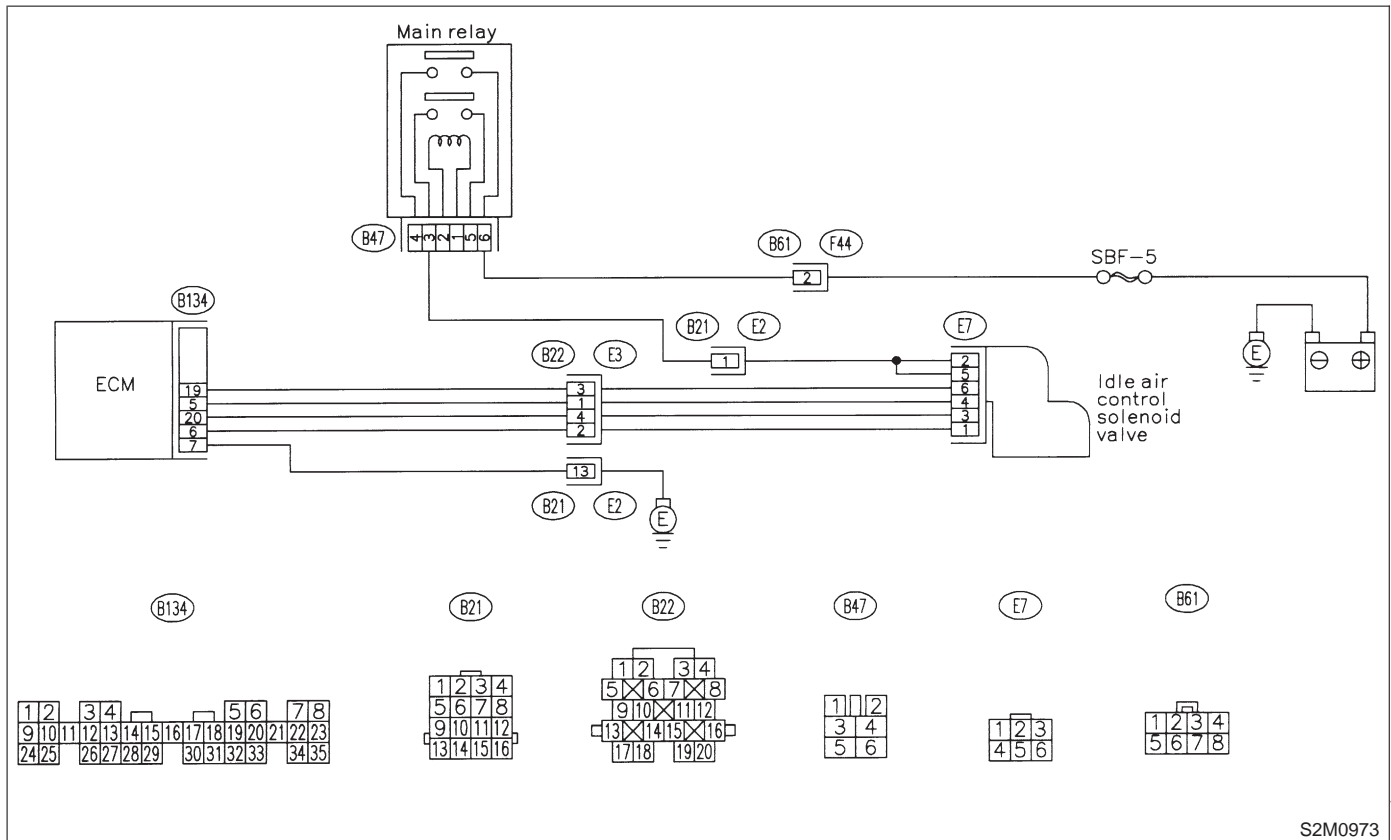 Main relay
B47
4 3 2 1 5 6
B61 F44
2
SBF-5
B134
B21 E2
1
E7
B22 E3
ECM
19
5
20
6
7
3
1
4
2
2
5
6
4
3
1
Idle air
control
solenoid
valve
E
⊖ ⊕
13
B21 E2
E
B134
1 2 3 4 5 6 7 8
9 10 11 12 13 14 15 16 17 18 19 20 21 22 23
24 25 26 27 28 29 30 31 32 33 34 35
B21
1 2 3 4
5 6 7 8
9 10 11 12
13 14 15 16
B22
1 2 3 4
5 6 7 8
9 10 11 12
13 14 15 16
17 18 19 20
B47
1 2
3 4
5 6
E7
1 2 3
4 5 6
B61
1 2 3 4
5 6 7 8
S2M0973